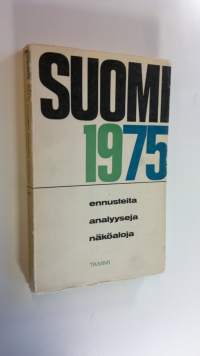 SUOMI
1975
ennusteita
analyyseja
näköaloja
TAMMI